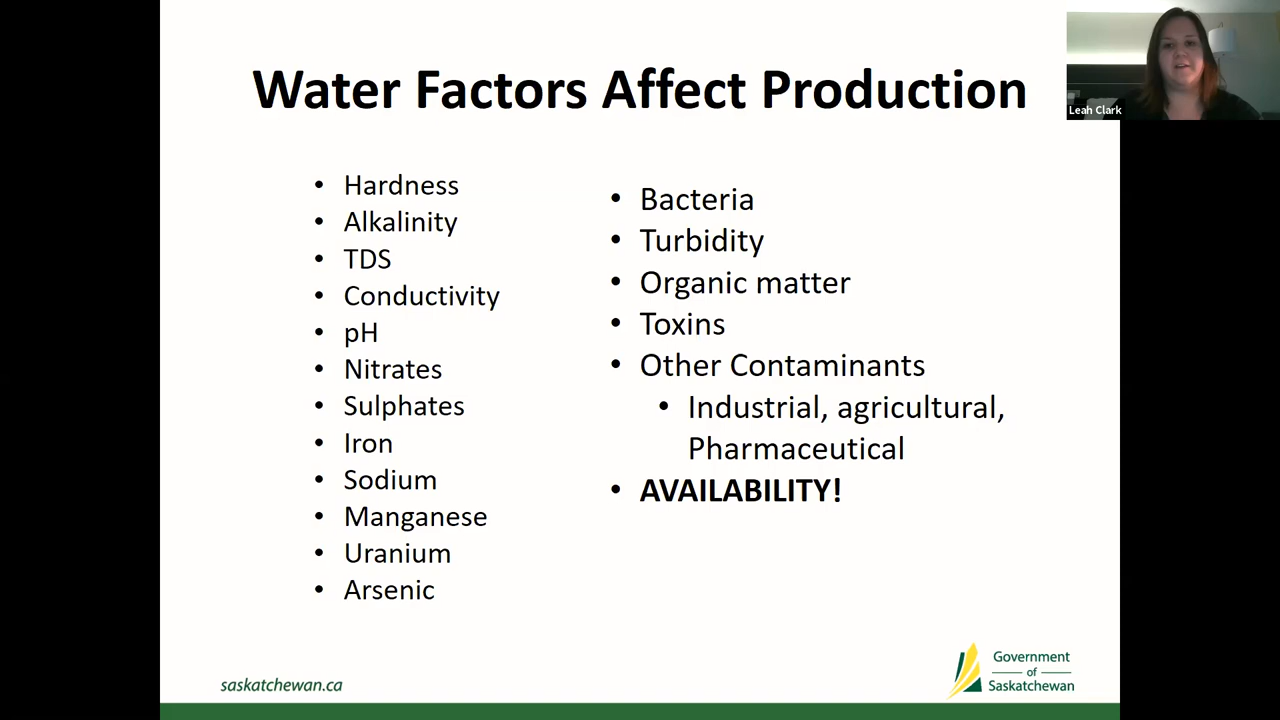 Water Factors Affect Production
Leah Clark
• Hardness
• Alkalinity
• TDS
• Conductivity
• pH
• Nitrates
• Sulphates
• Iron
• Sodium
• Manganese
• Uranium
• Arsenic
• Bacteria
• Turbidity
• Organic matter
• Toxins
• Other Contaminants
• Industrial, agricultural,
Pharmaceutical
• AVAILABILITY!
saskatchewan.ca
Government
of
Saskatchewan